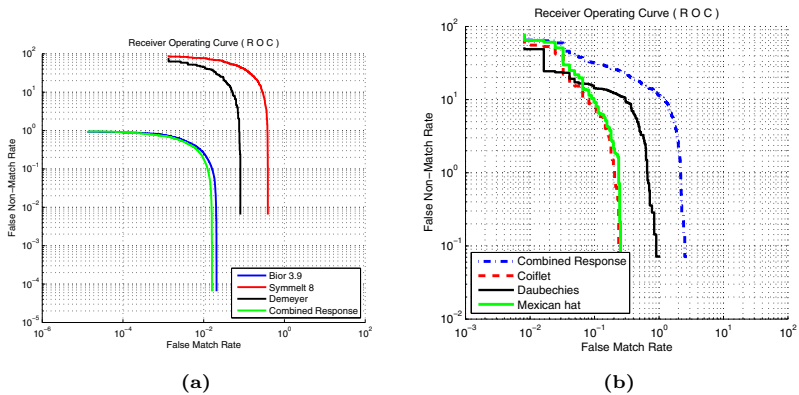 Receiver Operating Curve ( R O C )
10^2
10^1
10^0
10^-1
10^-2
10^-3
10^-4
10^-5
False Non-Match Rate
Bior 3.9
Symmelt 8
Demeyer
Combined Response
10^-6
10^-4
10^-2
10^0
10^2
False Match Rate
(a)
Receiver Operating Curve ( R O C )
10^2
10^1
10^0
10^-1
10^-2
False Non-Match Rate
Combined Response
Coiflet
Daubechies
Mexican hat
10^-3
10^-2
10^-1
10^0
10^1
10^2
False Match Rate
(b)